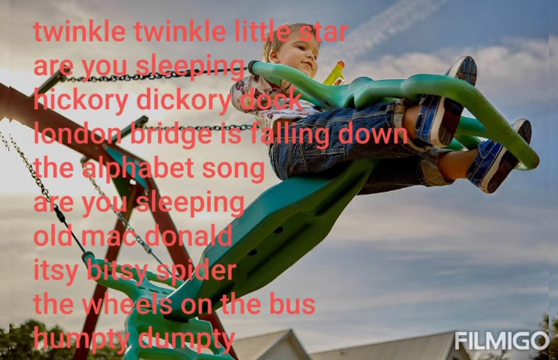 twinkle twinkle little star
are you sleeping
hickory dickory dock
london bridge is falling down
the alphabet song
are you sleeping
old mac donald
itsy bitsy spider
the wheels on the bus
humpty dumpty
FILMIGO